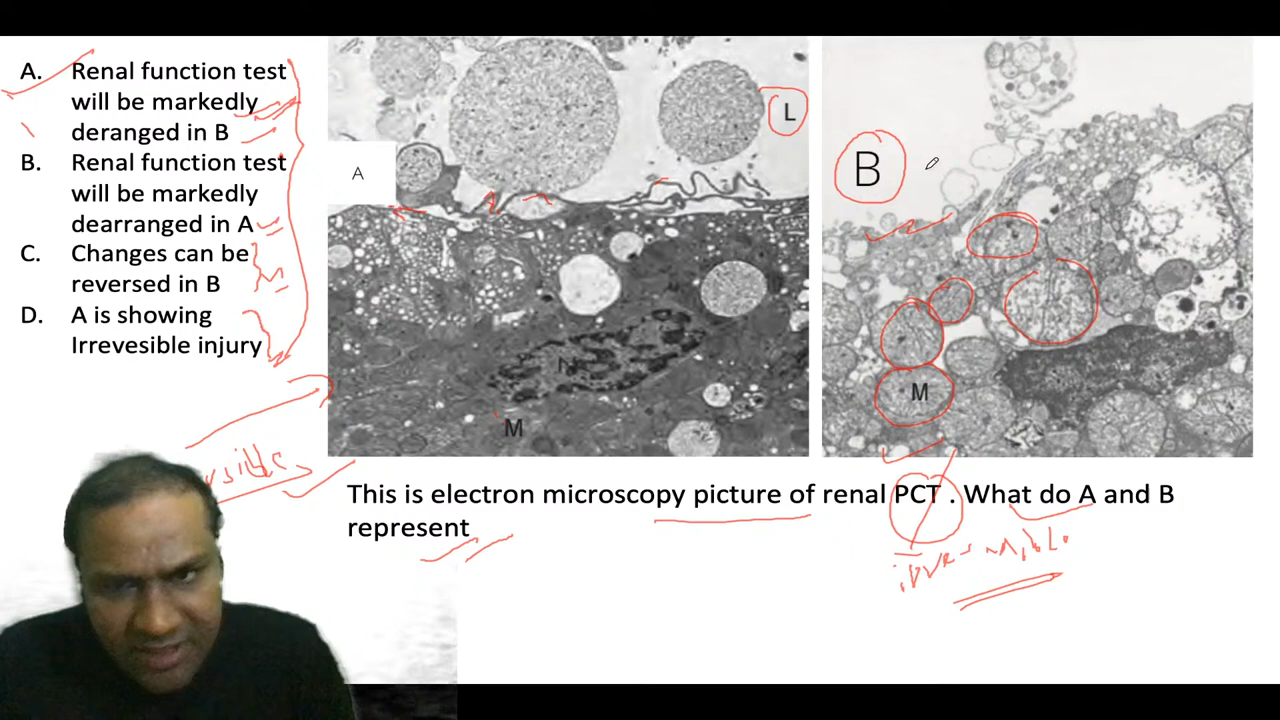 A. Renal function test
will be markedly
deranged in B
B. Renal function test
will be markedly
dearranged in A
C. Changes can be
reversed in B
D. A is showing
Irrevesible injury
A
L
N
M
B
M
This is electron microscopy picture of renal PCT . What do A and B
represent